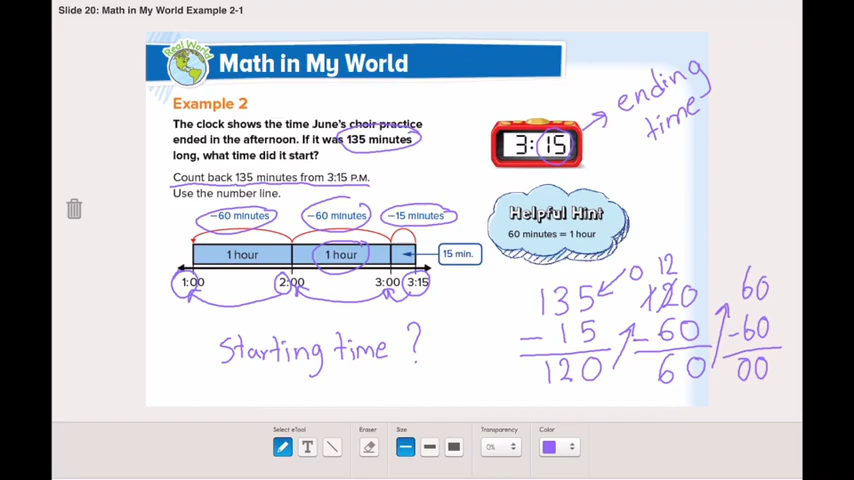 Slide 20: Math in My World Example 2-1
Real World
Math in My World
Example 2
The clock shows the time June's choir practice
ended in the afternoon. If it was 135 minutes
long, what time did it start?
Count back 135 minutes from 3:15 P.M.
Use the number line.
3:15
ending
time
Helpful Hint
60 minutes = 1 hour
-60 minutes
-60 minutes
-15 minutes
1 hour
1 hour
15 min.
1:00
2:00
3:00
3:15
Starting time ?
135
- 15
120
0 12
120
- 60
60
60
-60
00
Select eTool
Eraser
Size
Transparency
Color
T
0%